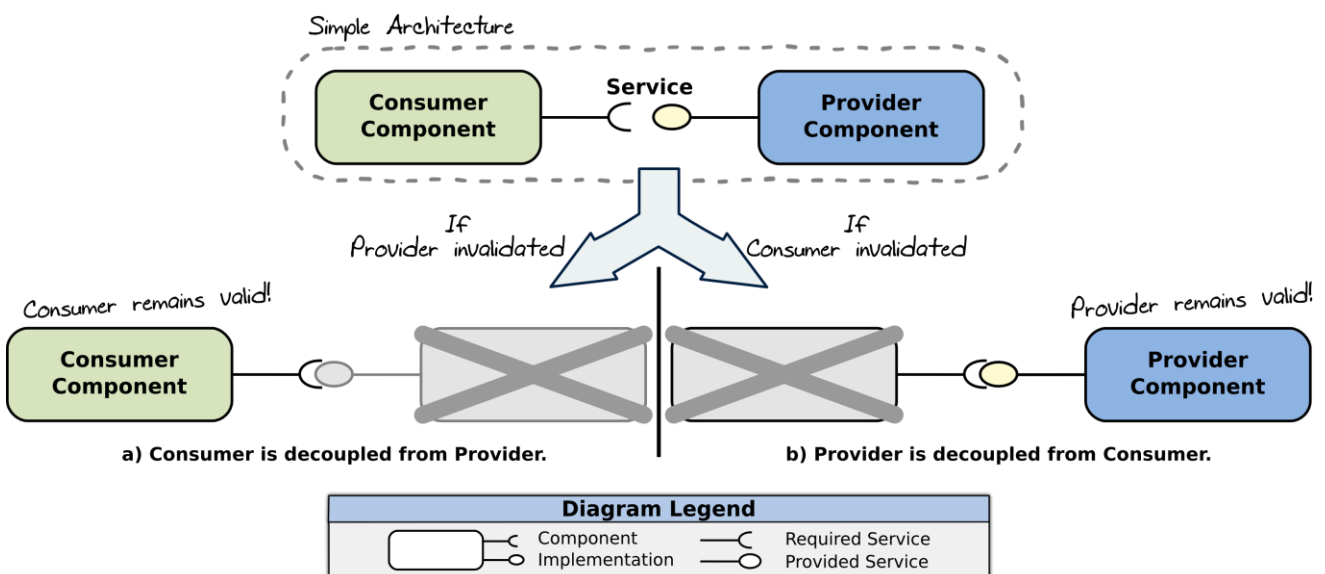 Simple Architecture
Consumer
Component
Service
Provider
Component
If
Provider invalidated
If
Consumer invalidated
Consumer remains valid!
Provider remains valid!
Consumer
Component
Provider
Component
a) Consumer is decoupled from Provider.
b) Provider is decoupled from Consumer.
Diagram Legend
Component
Implementation
Required Service
Provided Service